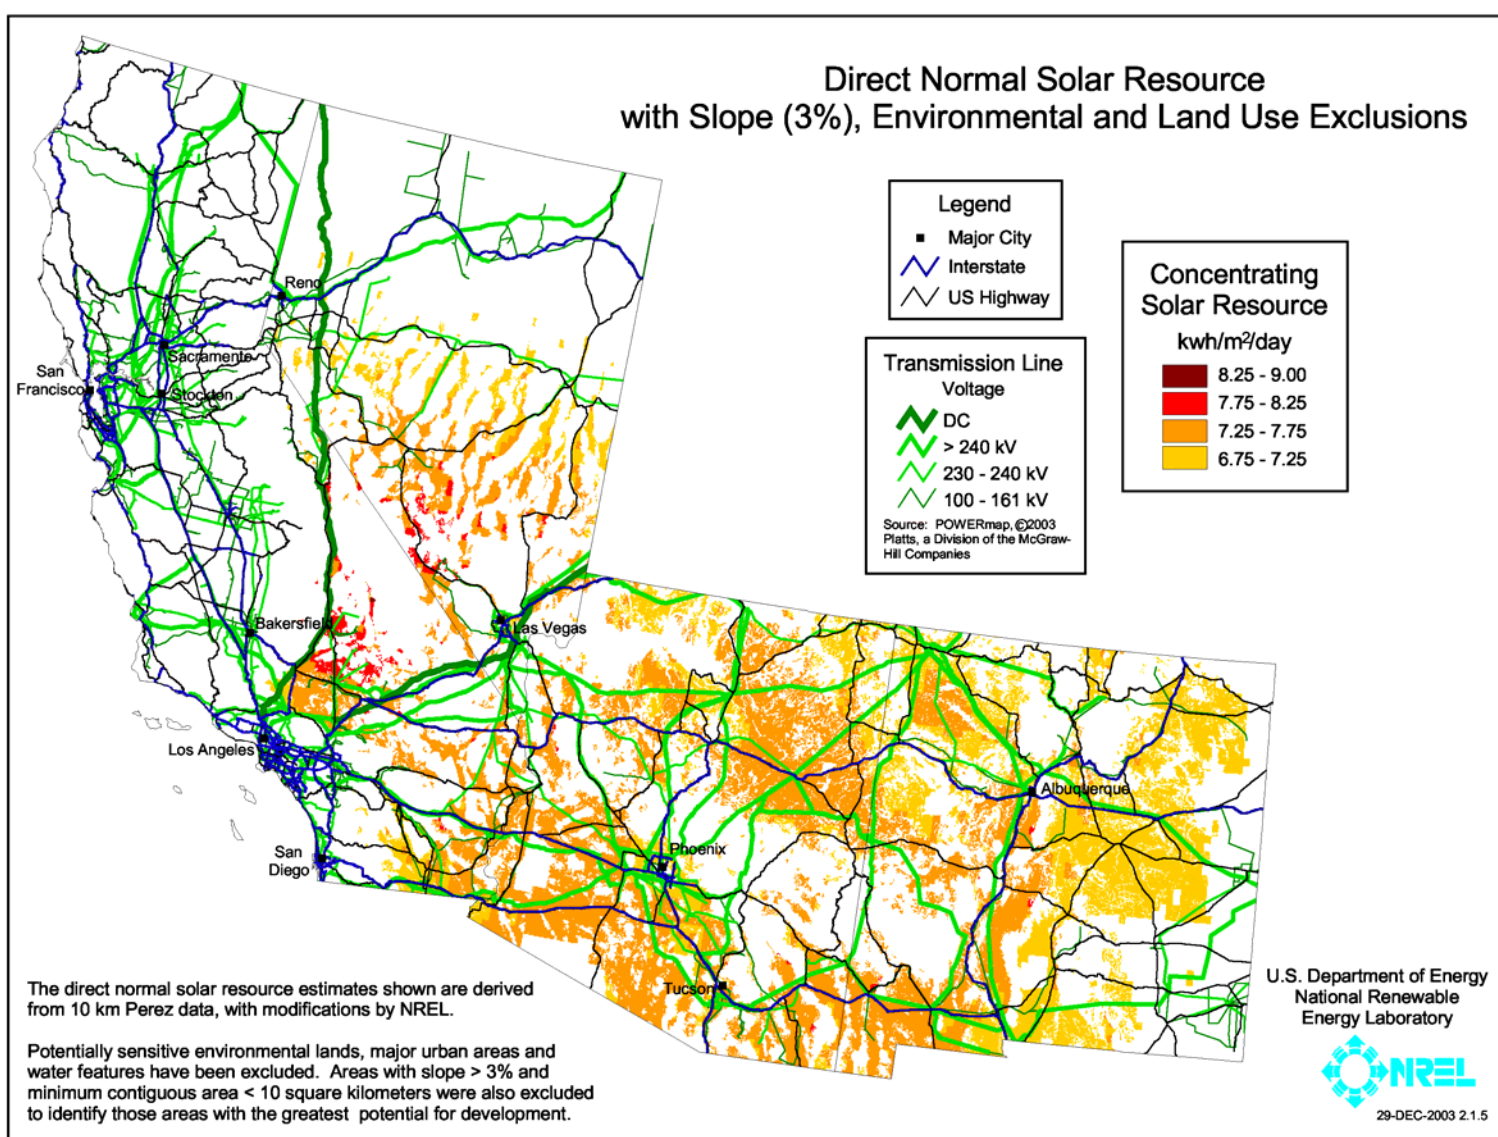 Direct Normal Solar Resource
with Slope (3%), Environmental and Land Use Exclusions
Legend
Major City
Interstate
US Highway
Concentrating
Solar Resource
kwh/m²/day
8.25 - 9.00
7.75 - 8.25
7.25 - 7.75
6.75 - 7.25
Transmission Line
Voltage
DC
> 240 kV
230 - 240 kV
100 - 161 kV
Source: POWERmap, ©2003
Platts, a Division of the McGraw-
Hill Companies
Reno
Sacramento
San
Francisco
Stockton
Bakersfield
Las Vegas
Los Angeles
Albuquerque
San
Diego
Phoenix
Tucson
The direct normal solar resource estimates shown are derived
from 10 km Perez data, with modifications by NREL.
Potentially sensitive environmental lands, major urban areas and
water features have been excluded. Areas with slope > 3% and
minimum contiguous area < 10 square kilometers were also excluded
to identify those areas with the greatest potential for development.
U.S. Department of Energy
National Renewable
Energy Laboratory
NREL
29-DEC-2003 2.1.5